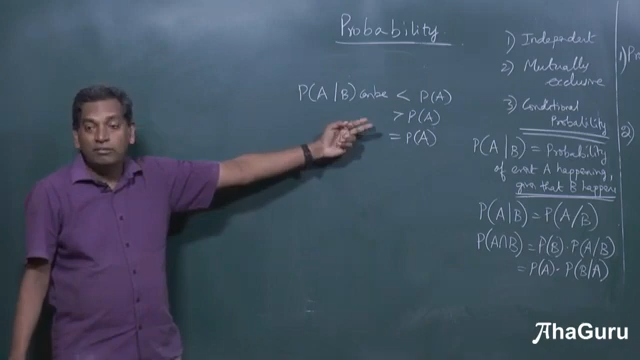 Probability
P(A|B) can be < P(A)
> P(A)
= P(A)
1) Independent
2) Mutually
exclusive
3) Conditional
Probability
P(A|B) = Probability
of event A happening,
given that B happens
P(A|B) = P(A/B)
P(A∩B) = P(B) · P(A/B)
= P(A) · P(B/A)
1)
2)
AhaGuru